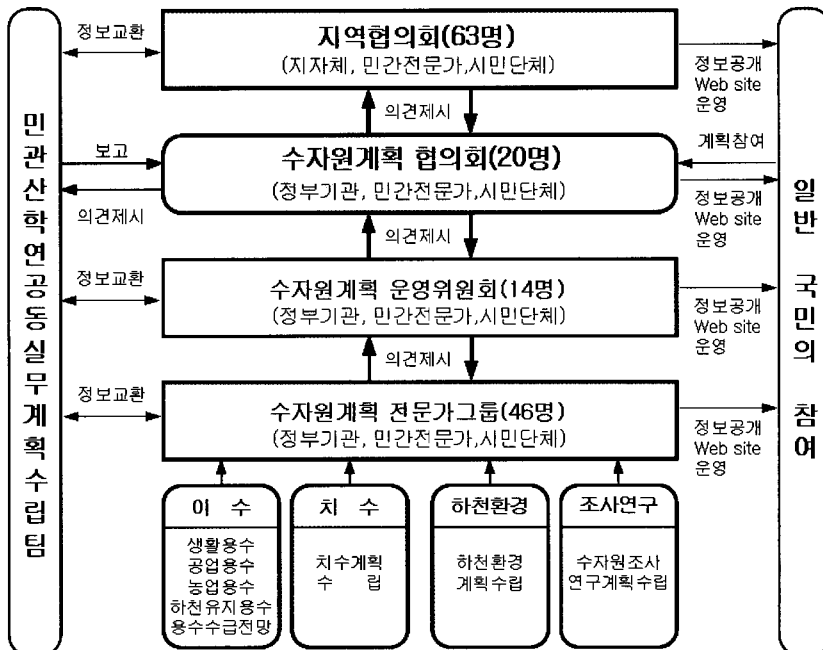 민관산학연공동실무계획수립팀
정보교환
지역협의회(63명)
(지자체, 민간전문가,시민단체)
정보공개
Web site
운영
의견제시
보고
의견제시
수자원계획 협의회(20명)
(정부기관, 민간전문가,시민단체)
계획참여
정보공개
Web site
운영
의견제시
정보교환
수자원계획 운영위원회(14명)
(정부기관, 민간전문가,시민단체)
정보공개
Web site
운영
의견제시
정보교환
수자원계획 전문가그룹(46명)
(정부기관, 민간전문가,시민단체)
정보공개
Web site
운영
이 수
생활용수
공업용수
농업용수
하천유지용수
용수수급전망
치 수
치수계획
수 립
하천환경
하천환경
계획수립
조사연구
수자원조사
연구계획수립
일반 국민의 참여